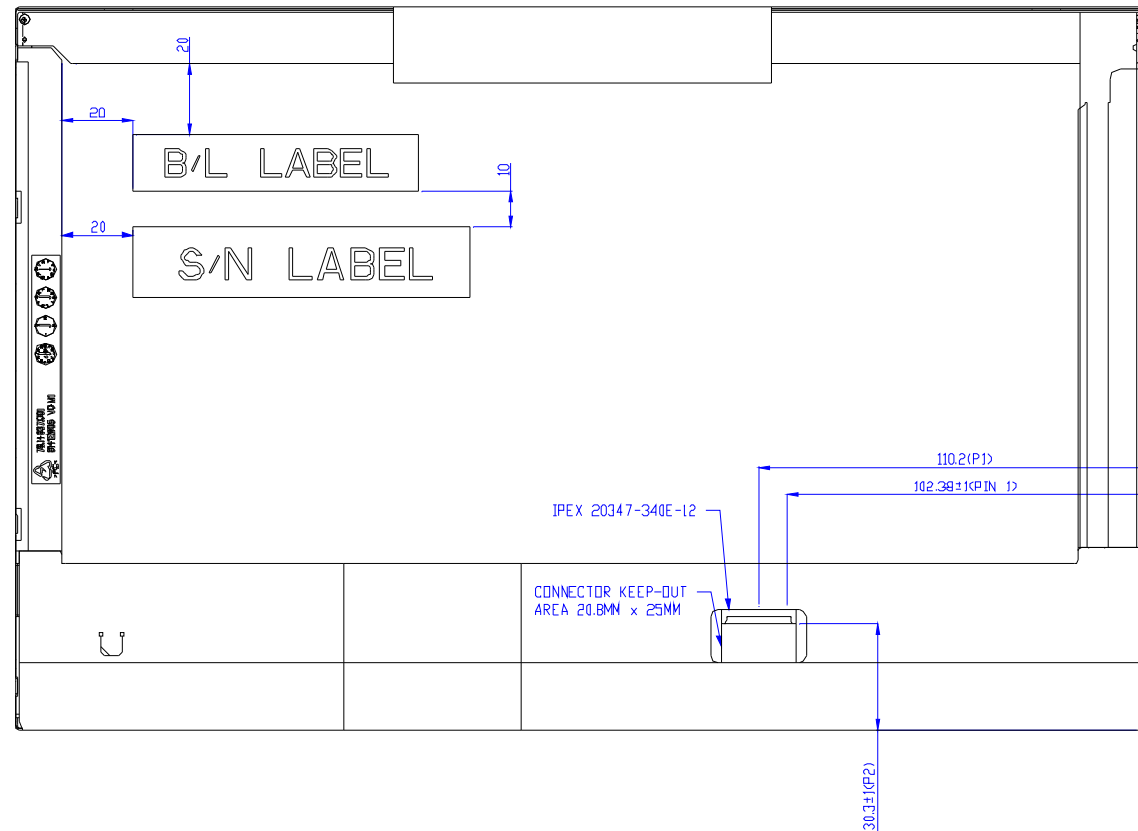 20
20
B/L LABEL
10
20
S/N LABEL
110.2(P1)
102.38±1(PIN 1)
IPEX 20347-340E-12
CONNECTOR KEEP-OUT
AREA 20.8MM x 25MM
30.3±1(P2)